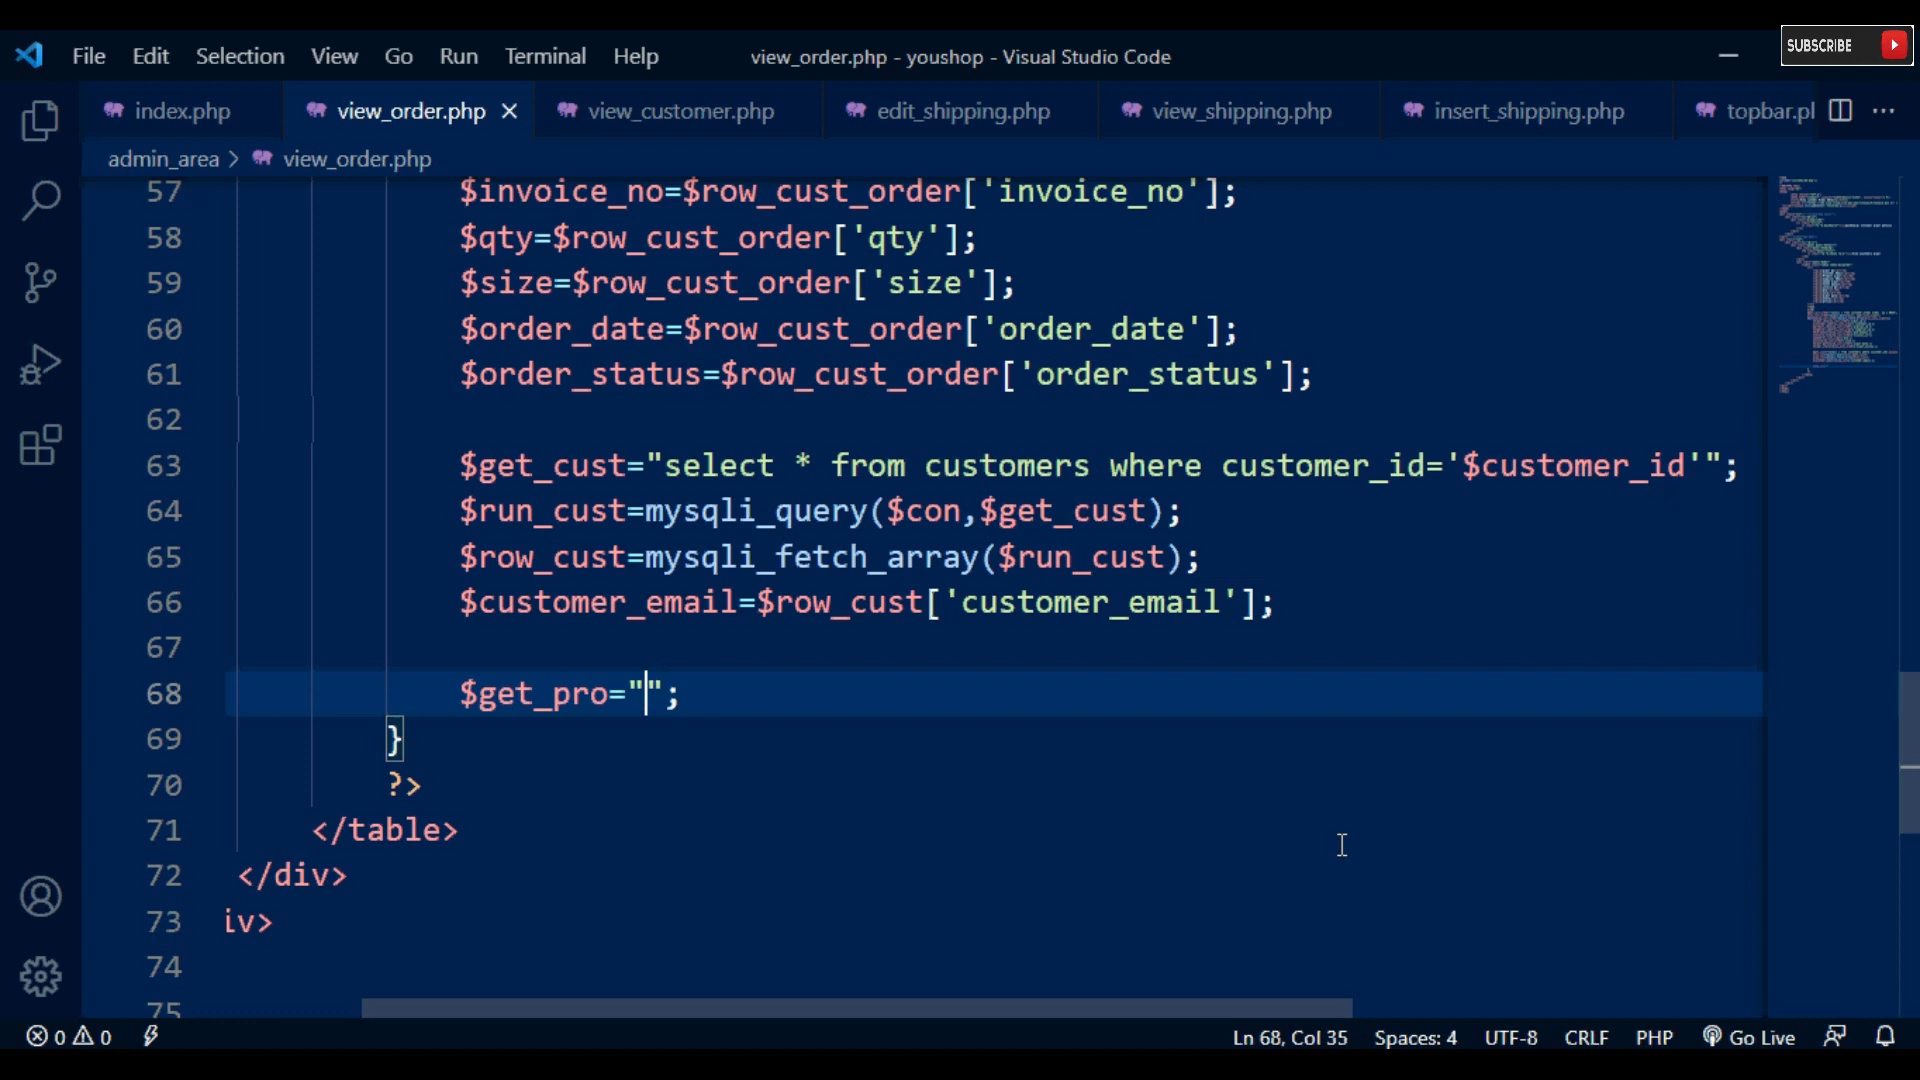 SUBSCRIBE
File Edit Selection View Go Run Terminal Help view_order.php - youshop - Visual Studio Code
index.php view_order.php view_customer.php edit_shipping.php view_shipping.php insert_shipping.php topbar.pl
admin_area > view_order.php
57 $invoice_no=$row_cust_order['invoice_no'];
58 $qty=$row_cust_order['qty'];
59 $size=$row_cust_order['size'];
60 $order_date=$row_cust_order['order_date'];
61 $order_status=$row_cust_order['order_status'];
62
63 $get_cust="select * from customers where customer_id='$customer_id'";
64 $run_cust=mysqli_query($con,$get_cust);
65 $row_cust=mysqli_fetch_array($run_cust);
66 $customer_email=$row_cust['customer_email'];
67
68 $get_pro="";
69 }
70 ?>
71 </table>
72 </div>
73 iv>
74
75
0 0 Ln 68, Col 35 Spaces: 4 UTF-8 CRLF PHP Go Live